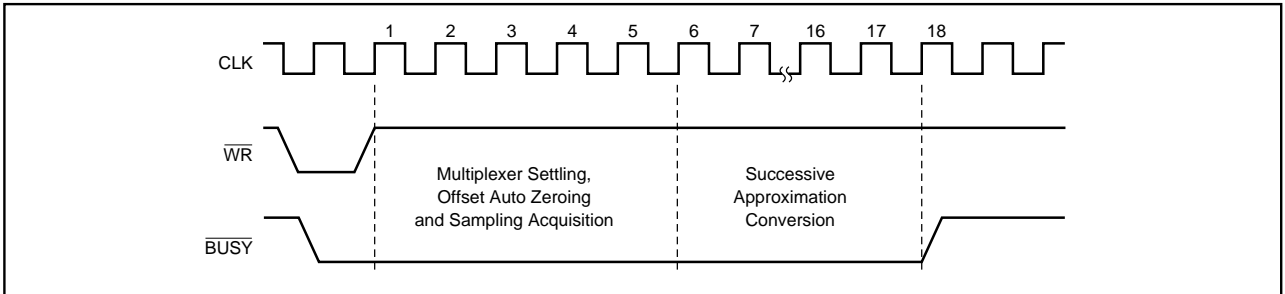 1 2 3 4 5 6 7 16 17 18
CLK
WR
Multiplexer Settling,
Offset Auto Zeroing
and Sampling Acquisition
Successive
Approximation
Conversion
BUSY